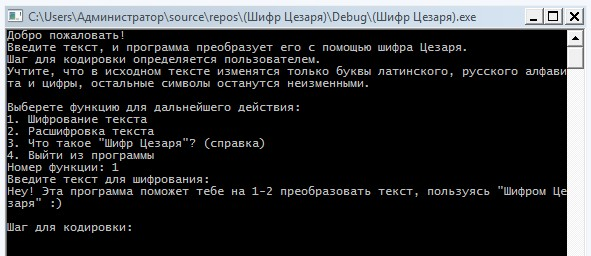 C:\Users\Администратор\source\repos\(Шифр Цезаря)\Debug\(Шифр Цезаря).exe
Добро пожаловать!
Введите текст, и программа преобразует его с помощью шифра Цезаря.
Шаг для кодировки определяется пользователем.
Учтите, что в исходном тексте изменятся только буквы латинского, русского алфави
та и цифры, остальные символы останутся неизменными.
Выберете функцию для дальнейшего действия:
1. Шифрование текста
2. Расшифровка текста
3. Что такое "Шифр Цезаря"? (справка)
4. Выйти из программы
Номер функции: 1
Введите текст для шифрования:
Hey! Эта программа поможет тебе на 1-2 преобразовать текст, пользуясь "Шифром Це
заря" :)
Шаг для кодировки: